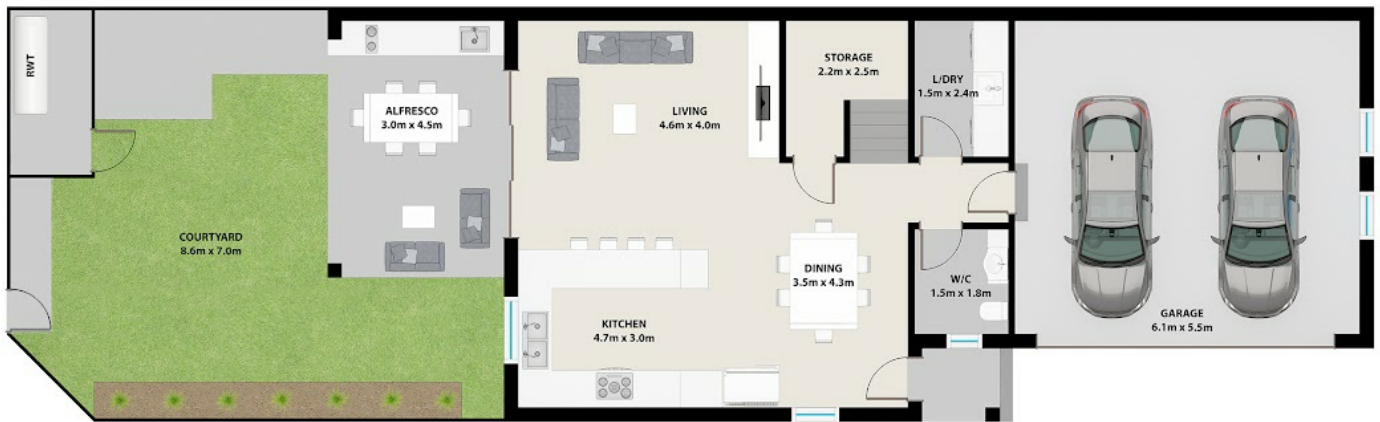 RWT
ALFRESCO
3.0m x 4.5m
LIVING
4.6m x 4.0m
STORAGE
2.2m x 2.5m
L/DRY
1.5m x 2.4m
COURTYARD
8.6m x 7.0m
DINING
3.5m x 4.3m
W/C
1.5m x 1.8m
KITCHEN
4.7m x 3.0m
GARAGE
6.1m x 5.5m